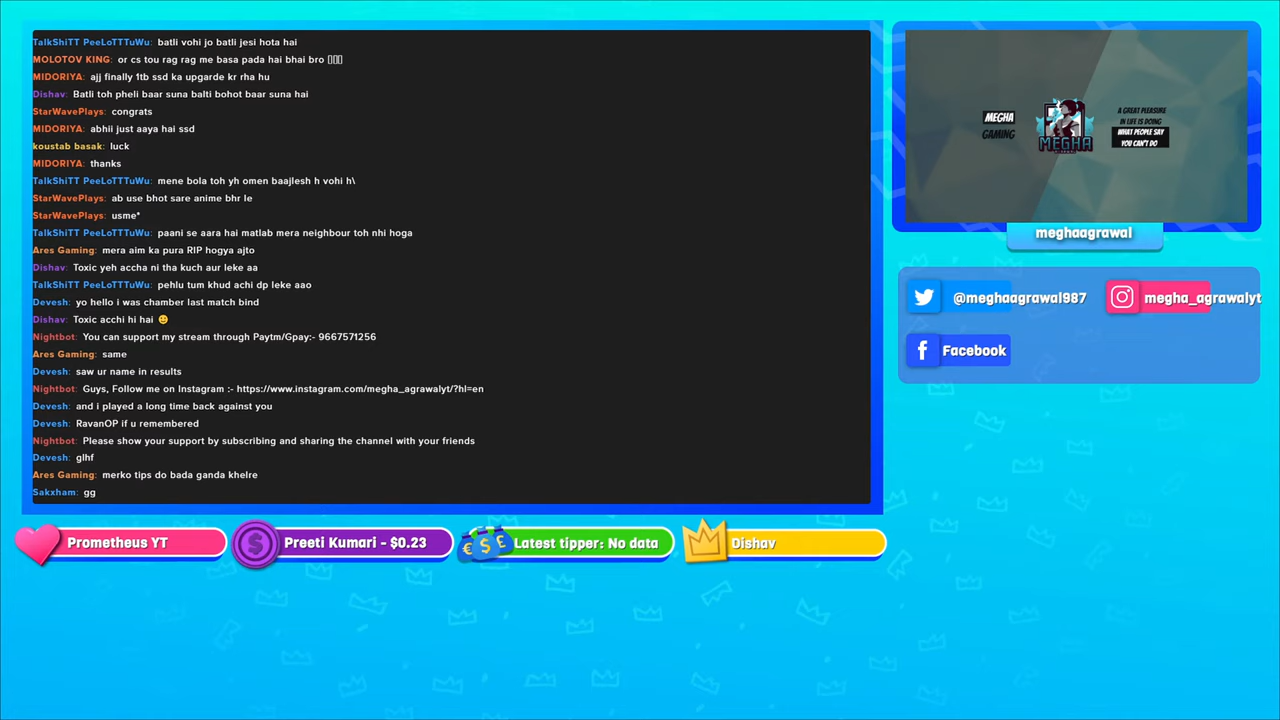 TalkShiTT PeeLoTTTuWu: batli vohi jo batli jesi hota hai
MOLOTOV KING: or cs tou rag rag me basa pada hai bhai bro
MIDORIYA: ajj finally 1tb ssd ka upgarde kr rha hu
Dishav: Batli toh pheli baar suna balti bohot baar suna hai
StarWavePlays: congrats
MIDORIYA: abhii just aaya hai ssd
koustab basak: luck
MIDORIYA: thanks
TalkShiTT PeeLoTTTuWu: mene bola toh yh omen baajlesh h vohi h\
StarWavePlays: ab use bhot sare anime bhr le
StarWavePlays: usme*
TalkShiTT PeeLoTTTuWu: paani se aara hai matlab mera neighbour toh nhi hoga
Ares Gaming: mera aim ka pura RIP hogya ajto
Dishav: Toxic yeh accha ni tha kuch aur leke aa
TalkShiTT PeeLoTTTuWu: pehlu tum khud achi dp leke aao
Devesh: yo hello i was chamber last match bind
Dishav: Toxic acchi hi hai 🙂
Nightbot: You can support my stream through Paytm/Gpay:- 9667571256
Ares Gaming: same
Devesh: saw ur name in results
Nightbot: Guys, Follow me on Instagram :- https://www.instagram.com/megha_agrawalyt/?hl=en
Devesh: and i played a long time back against you
Devesh: RavanOP if u remembered
Nightbot: Please show your support by subscribing and sharing the channel with your friends
Devesh: glhf
Ares Gaming: merko tips do bada ganda khelre
Sakxham: gg
MEGHA
GAMING
MEGHA
A GREAT PLEASURE
IN LIFE IS DOING
WHAT PEOPLE SAY
YOU CAN'T DO
meghaagrawal
@meghaagrawal987
megha_agrawalyt
Facebook
Prometheus YT
Preeti Kumari - $0.23
Latest tipper: No data
Dishav